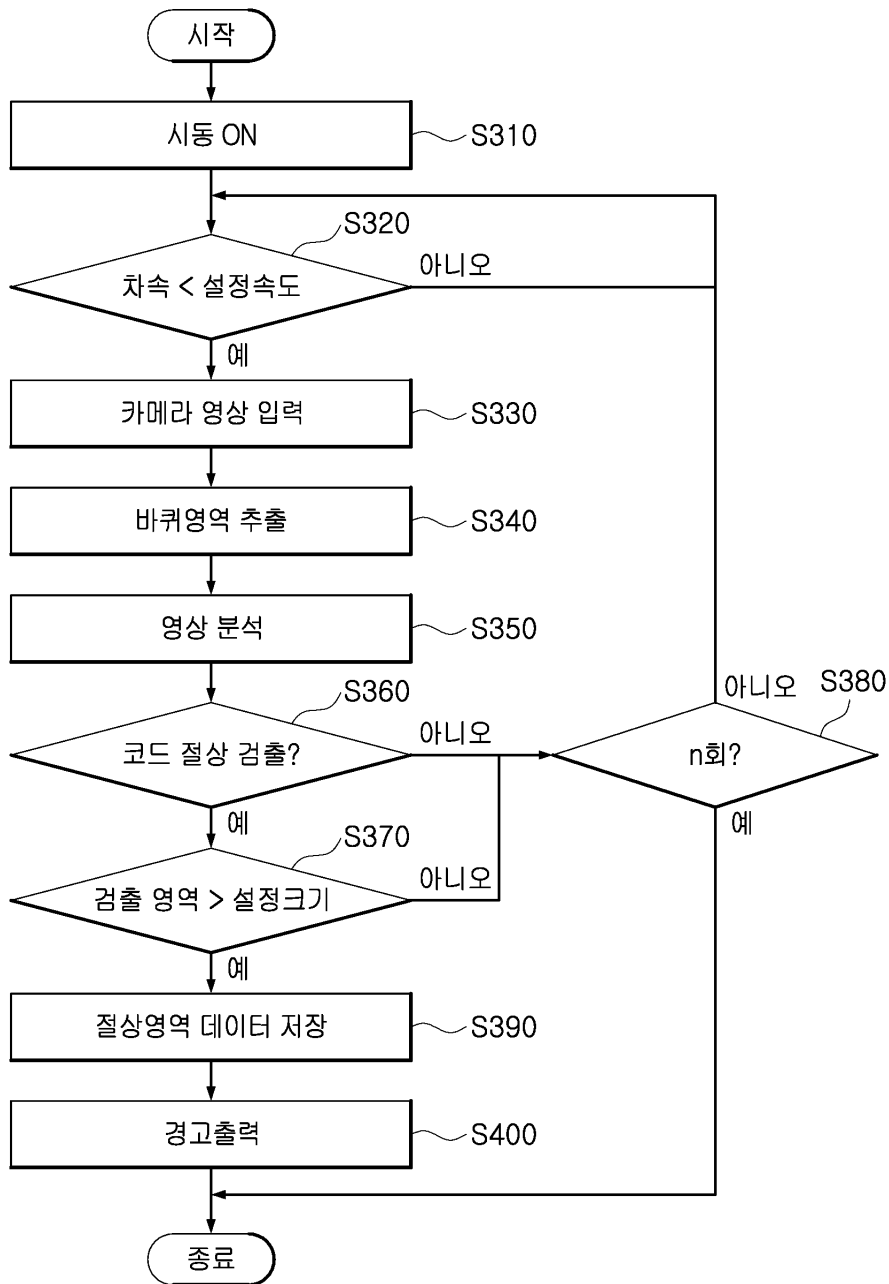 시작
시동 ON
S310
S320
차속 < 설정속도
아니오
예
카메라 영상 입력
S330
바퀴영역 추출
S340
영상 분석
S350
S360
코드 절상 검출?
아니오
예
아니오
S380
n회?
예
S370
검출 영역 > 설정크기
아니오
예
절상영역 데이터 저장
S390
경고출력
S400
종료